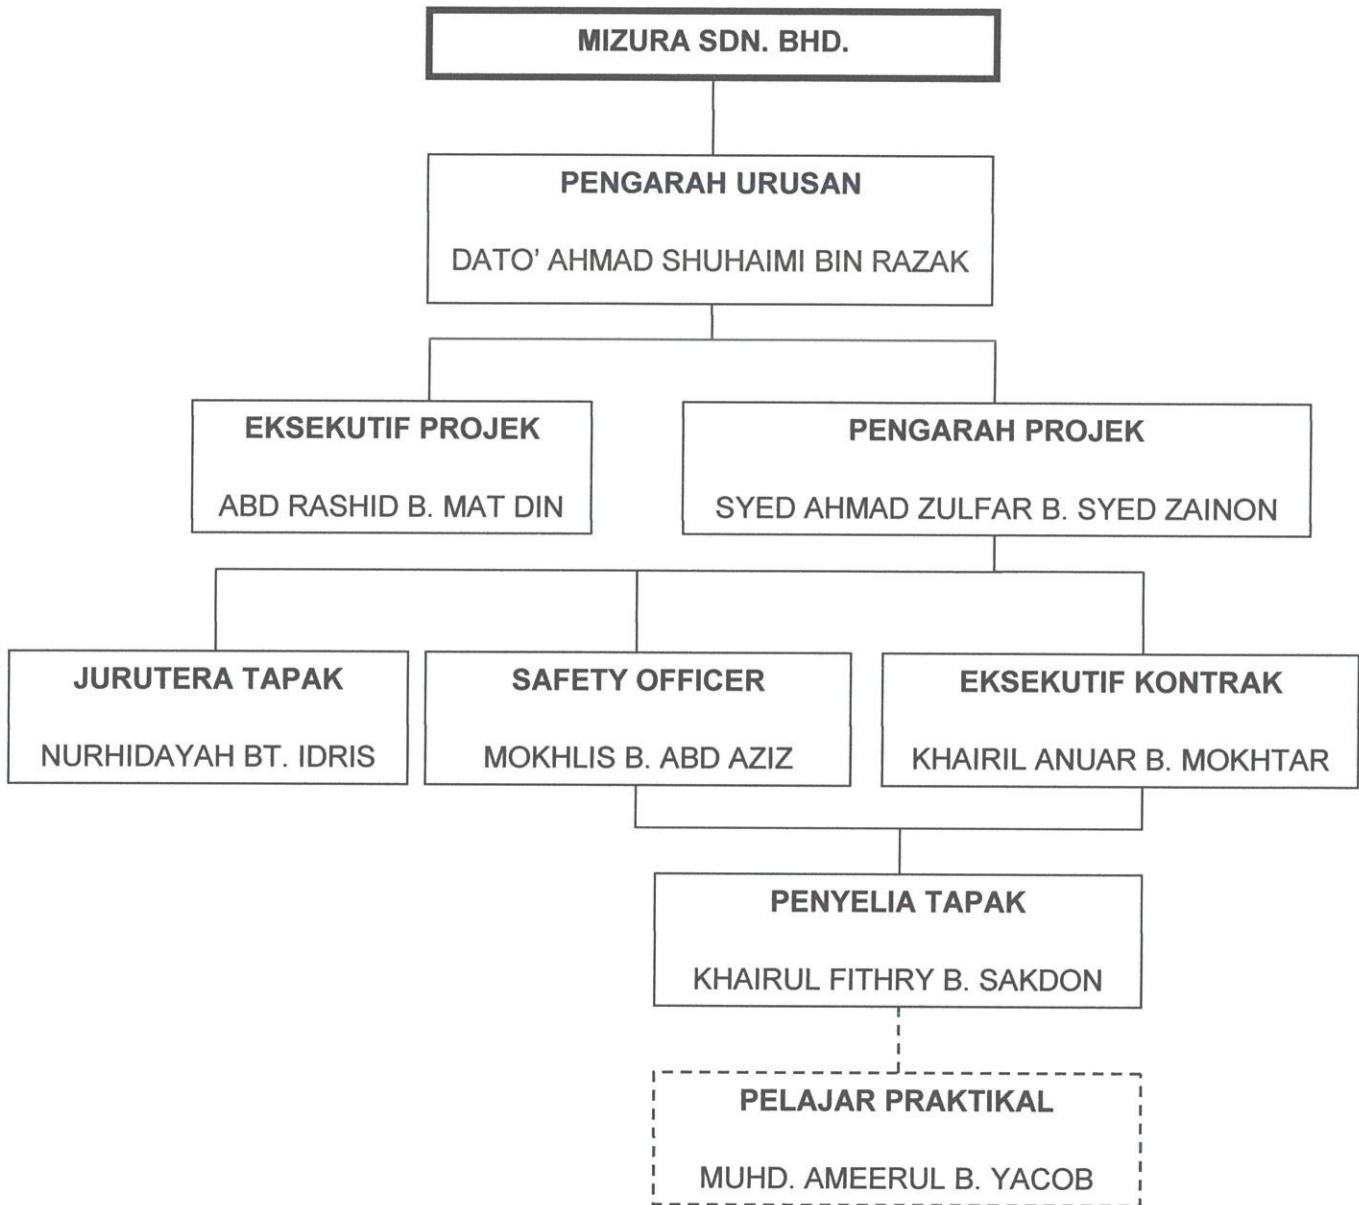 MIZURA SDN. BHD.
PENGARAH URUSAN
DATO' AHMAD SHUHAIMI BIN RAZAK
EKSEKUTIF PROJEK
ABD RASHID B. MAT DIN
PENGARAH PROJEK
SYED AHMAD ZULFAR B. SYED ZAINON
JURUTERA TAPAK
NURHIDAYAH BT. IDRIS
SAFETY OFFICER
MOKHLIS B. ABD AZIZ
EKSEKUTIF KONTRAK
KHAIRIL ANUAR B. MOKHTAR
PENYELIA TAPAK
KHAIRUL FITHRY B. SAKDON
PELAJAR PRAKTIKAL
MUHD. AMEERUL B. YACOB